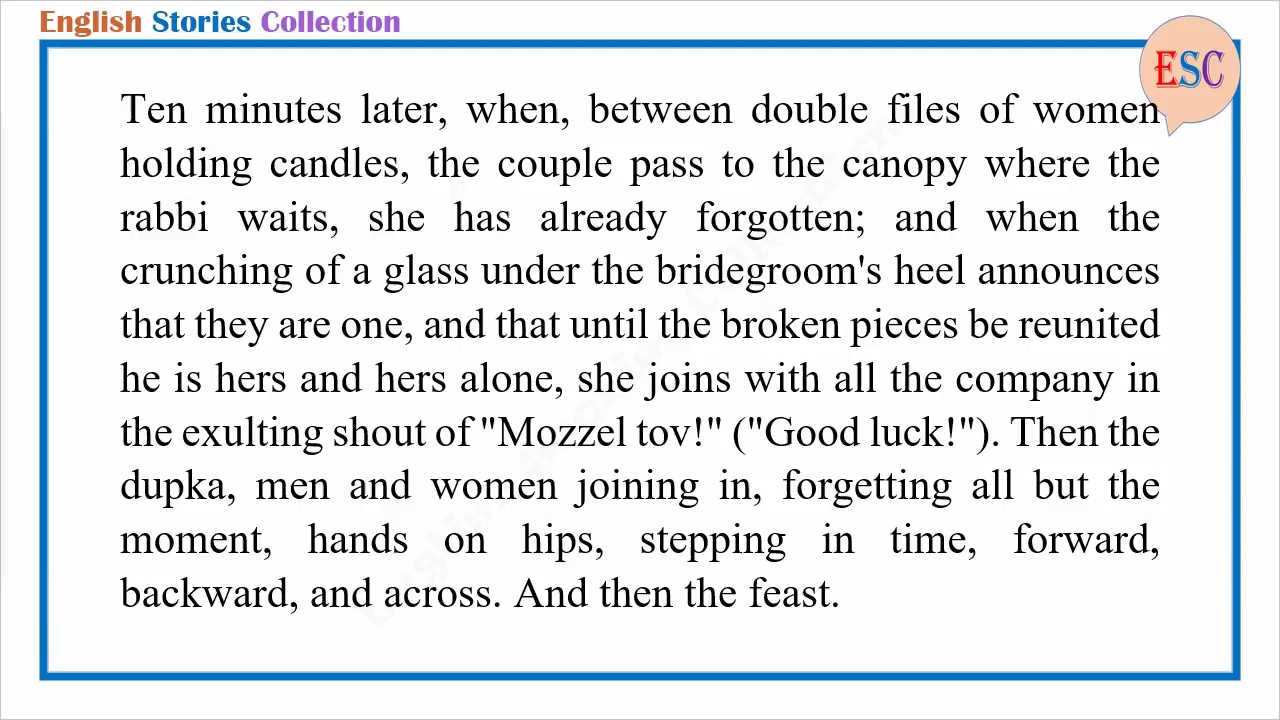 English Stories Collection
ESC
Ten minutes later, when, between double files of women
holding candles, the couple pass to the canopy where the
rabbi waits, she has already forgotten; and when the
crunching of a glass under the bridegroom's heel announces
that they are one, and that until the broken pieces be reunited
he is hers and hers alone, she joins with all the company in
the exulting shout of "Mozzel tov!" ("Good luck!"). Then the
dupka, men and women joining in, forgetting all but the
moment, hands on hips, stepping in time, forward,
backward, and across. And then the feast.